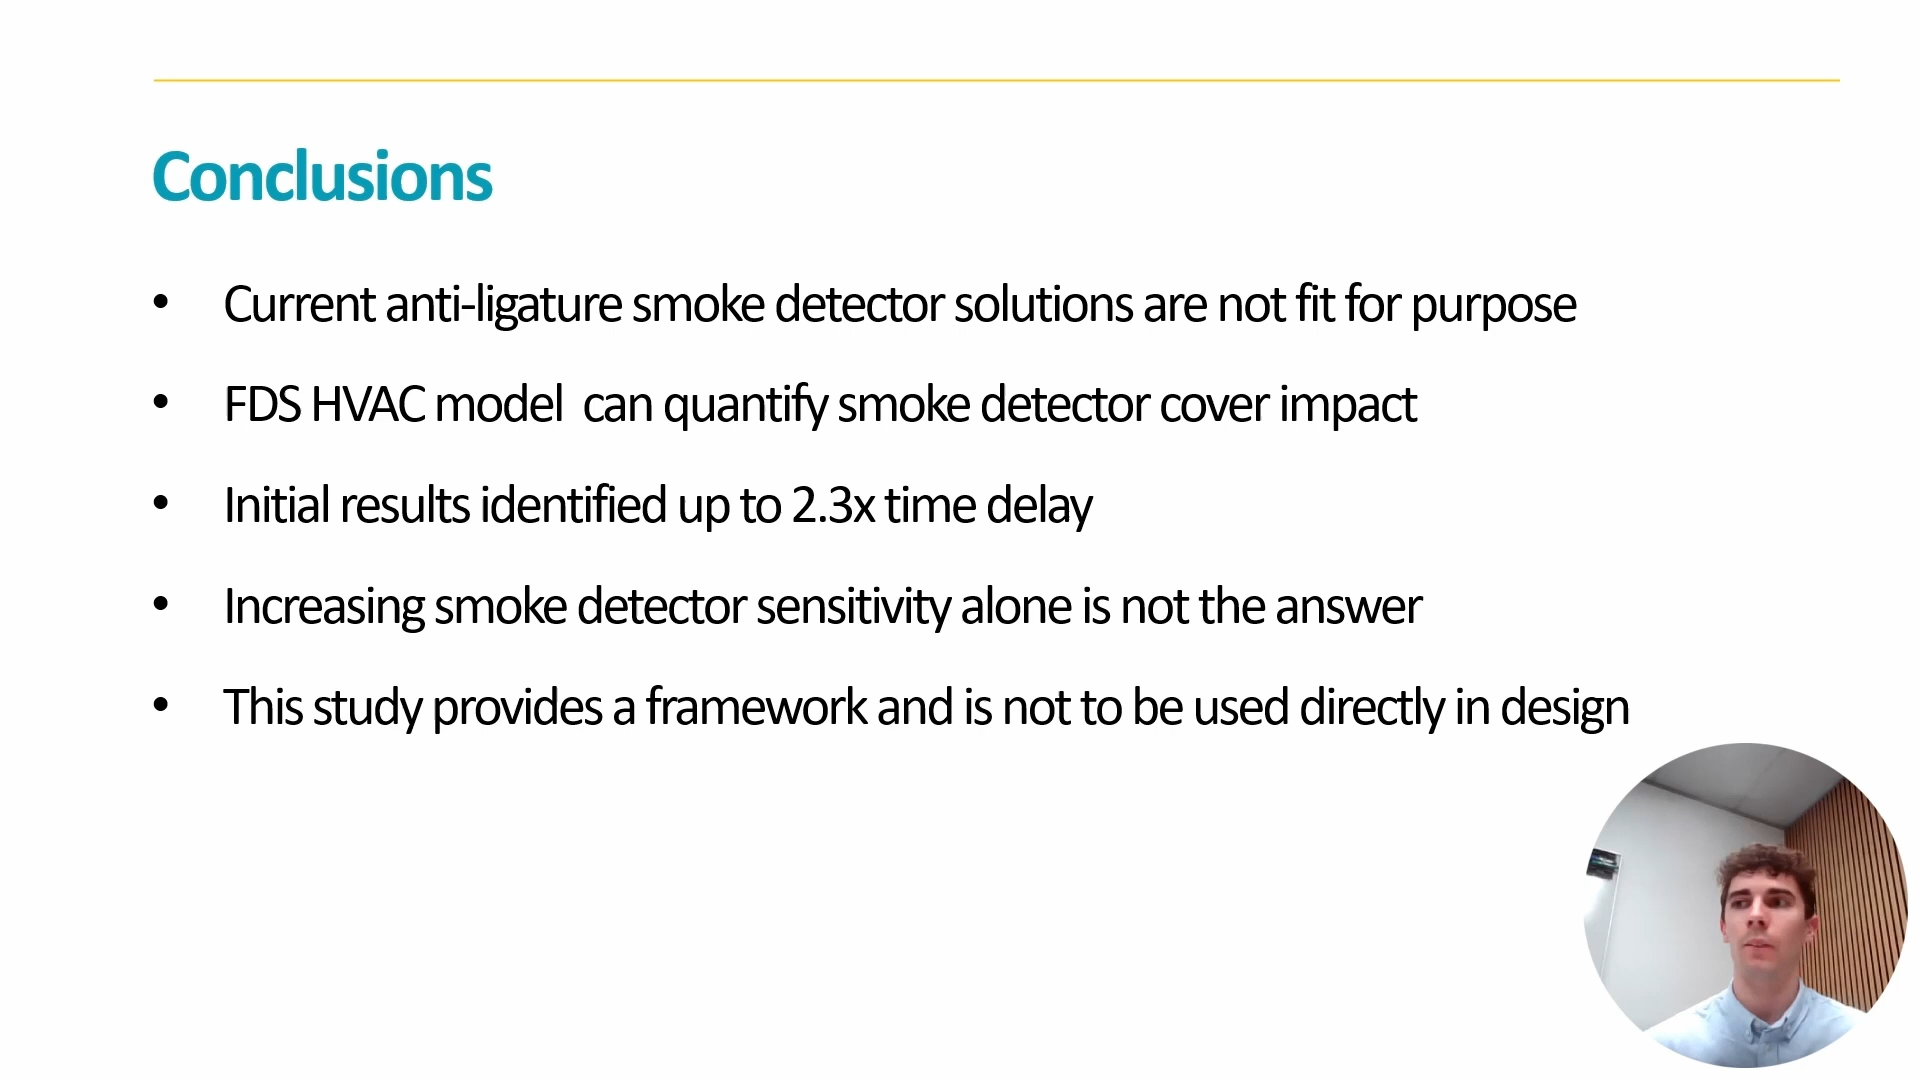 Conclusions
• Current anti-ligature smoke detector solutions are not fit for purpose
• FDS HVAC model  can quantify smoke detector cover impact
• Initial results identified up to 2.3x time delay
• Increasing smoke detector sensitivity alone is not the answer
• This study provides a framework and is not to be used directly in design